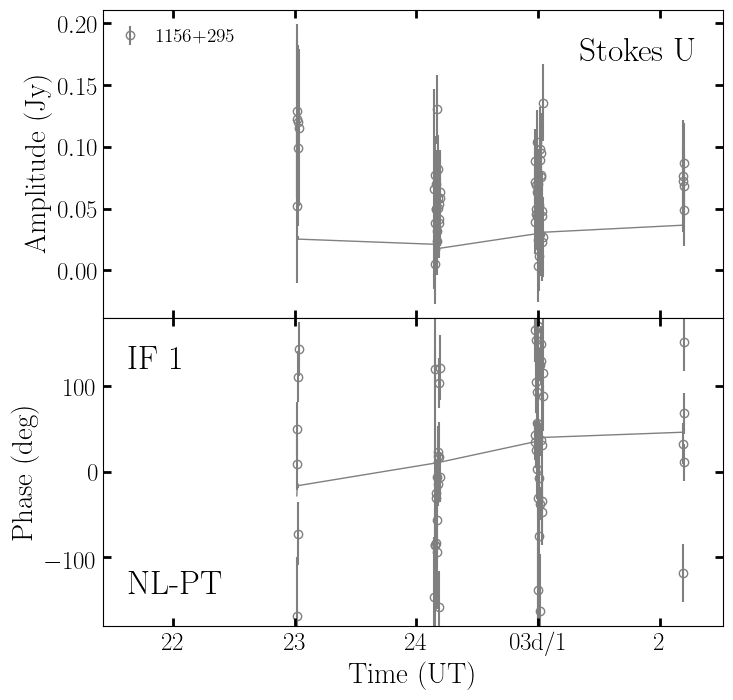 0.20
0.15
0.10
0.05
0.00
Amplitude (Jy)
1156+295
Stokes U
100
0
−100
Phase (deg)
IF 1
NL-PT
22 23 24 03d/1 2
Time (UT)